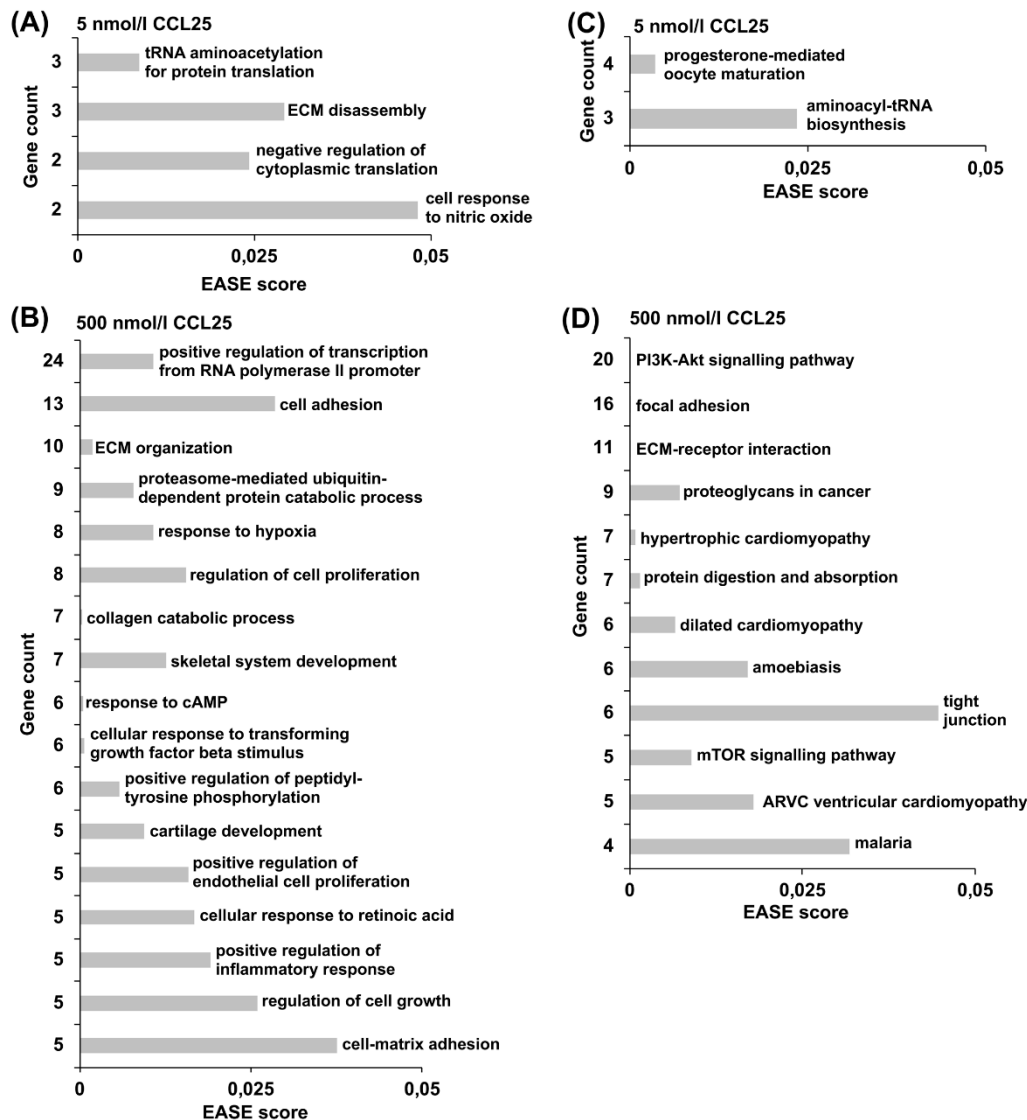 (A)
5 nmol/l CCL25
Gene count
3
tRNA aminoacetylation
for protein translation
3
ECM disassembly
2
negative regulation of
cytoplasmic translation
2
cell response
to nitric oxide
0
0,025
0,05
EASE score
(C)
5 nmol/l CCL25
Gene count
4
progesterone-mediated
oocyte maturation
3
aminoacyl-tRNA
biosynthesis
0
0,025
0,05
EASE score
(B)
500 nmol/l CCL25
Gene count
24
positive regulation of transcription
from RNA polymerase II promoter
13
cell adhesion
10
ECM organization
9
proteasome-mediated ubiquitin-
dependent protein catabolic process
8
response to hypoxia
8
regulation of cell proliferation
7
collagen catabolic process
7
skeletal system development
6
response to cAMP
6
cellular response to transforming
growth factor beta stimulus
6
positive regulation of peptidyl-
tyrosine phosphorylation
5
cartilage development
5
positive regulation of
endothelial cell proliferation
5
cellular response to retinoic acid
5
positive regulation of
inflammatory response
5
regulation of cell growth
5
cell-matrix adhesion
0
0,025
0,05
EASE score
(D)
500 nmol/l CCL25
Gene count
20
PI3K-Akt signalling pathway
16
focal adhesion
11
ECM-receptor interaction
9
proteoglycans in cancer
7
hypertrophic cardiomyopathy
7
protein digestion and absorption
6
dilated cardiomyopathy
6
amoebiasis
6
tight
junction
5
mTOR signalling pathway
5
ARVC ventricular cardiomyopathy
4
malaria
0
0,025
0,05
EASE score